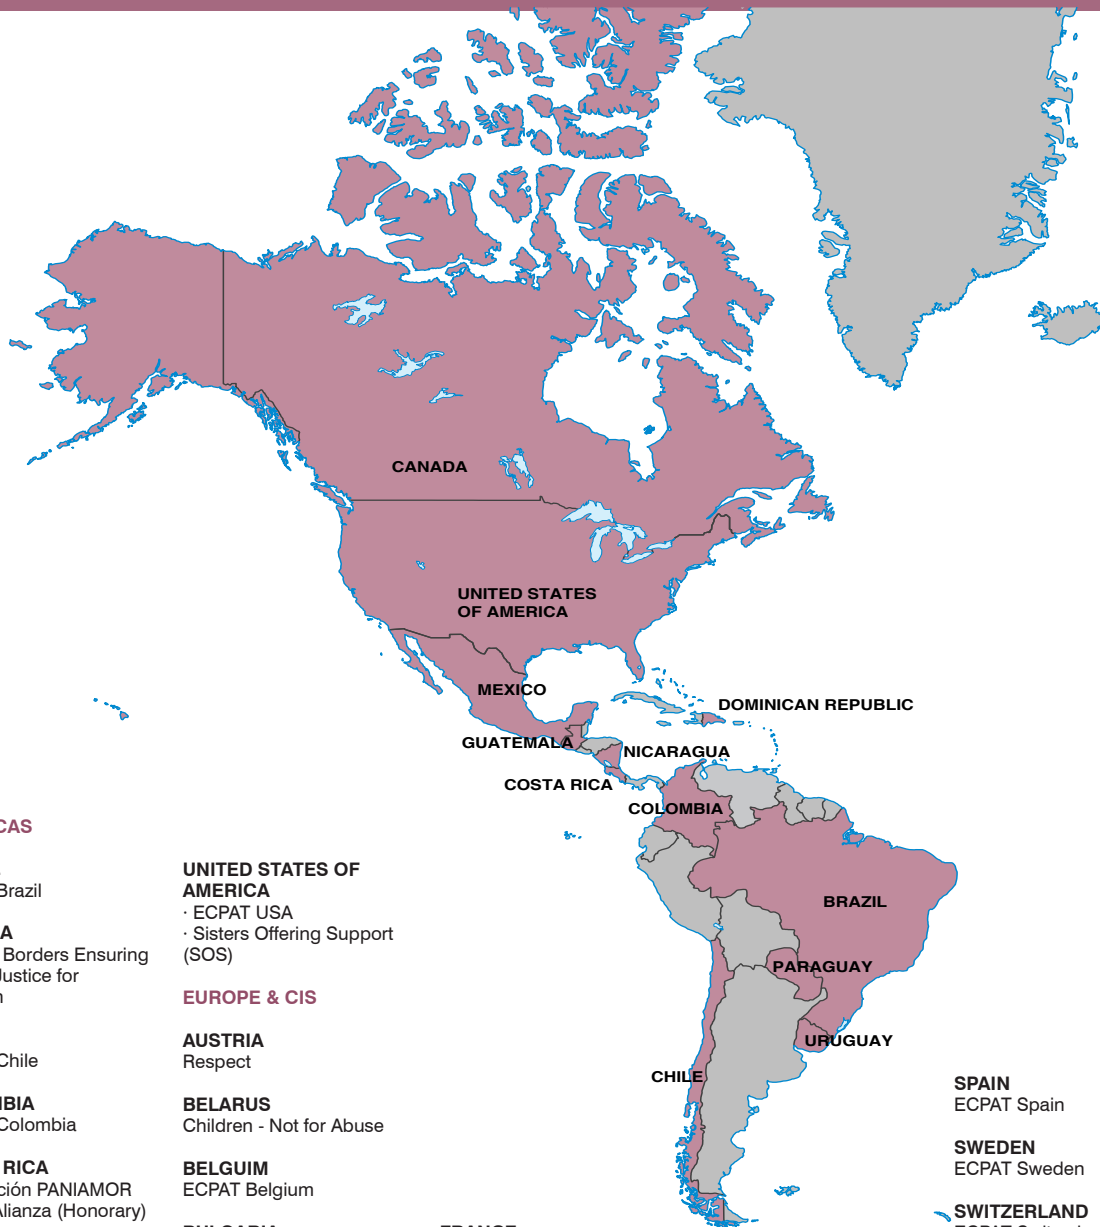 CANADA
UNITED STATES
OF AMERICA
MEXICO
DOMINICAN REPUBLIC
GUATEMALA
NICARAGUA
COSTA RICA
COLOMBIA
BRAZIL
PARAGUAY
URUGUAY
CHILE
CAS
Brazil
A
Borders Ensuring
Justice for
Chile
Colombia
RICA
PANIAMOR
(Honorary)
UNITED STATES OF
AMERICA
· ECPAT USA
· Sisters Offering Support
(SOS)
EUROPE & CIS
AUSTRIA
Respect
BELARUS
Children - Not for Abuse
BELGUIM
ECPAT Belgium
SPAIN
ECPAT Spain
SWEDEN
ECPAT Sweden
SWITZERLAND